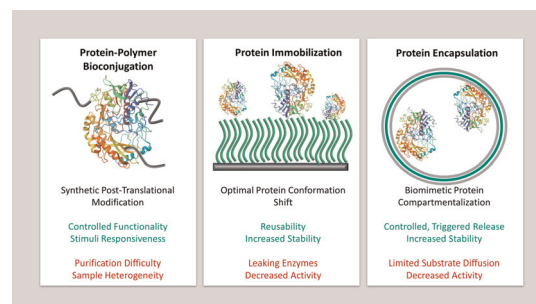 Protein-Polymer
Bioconjugation
Synthetic Post-Translational
Modification
Controlled Functionality
Stimuli Responsiveness
Purification Difficulty
Sample Heterogeneity
Protein Immobilization
Optimal Protein Conformation
Shift
Reusability
Increased Stability
Leaking Enzymes
Decreased Activity
Protein Encapsulation
Biomimetic Protein
Compartmentalization
Controlled, Triggered Release
Increased Stability
Limited Substrate Diffusion
Decreased Activity